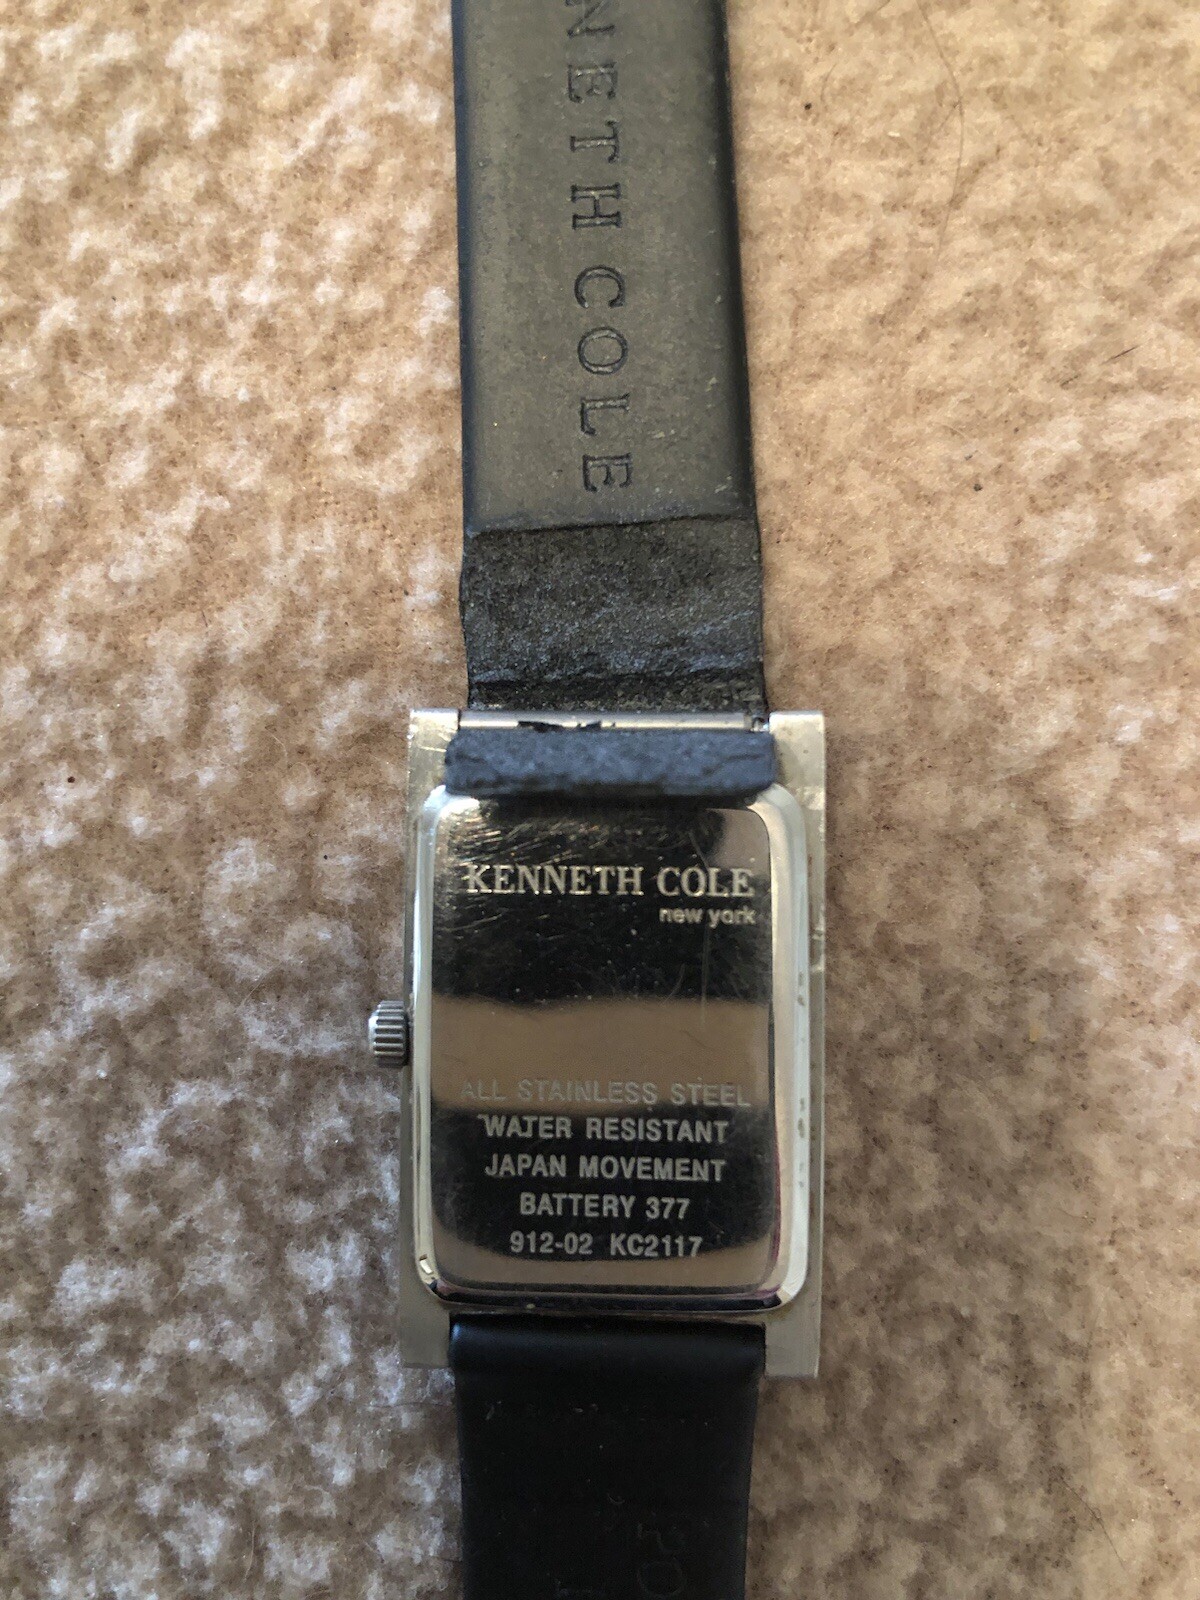 NETH COLE
KENNETH COLE
new york
ALL STAINLESS STEEL
WATER RESISTANT
JAPAN MOVEMENT
BATTERY 377
912-02 KC2117